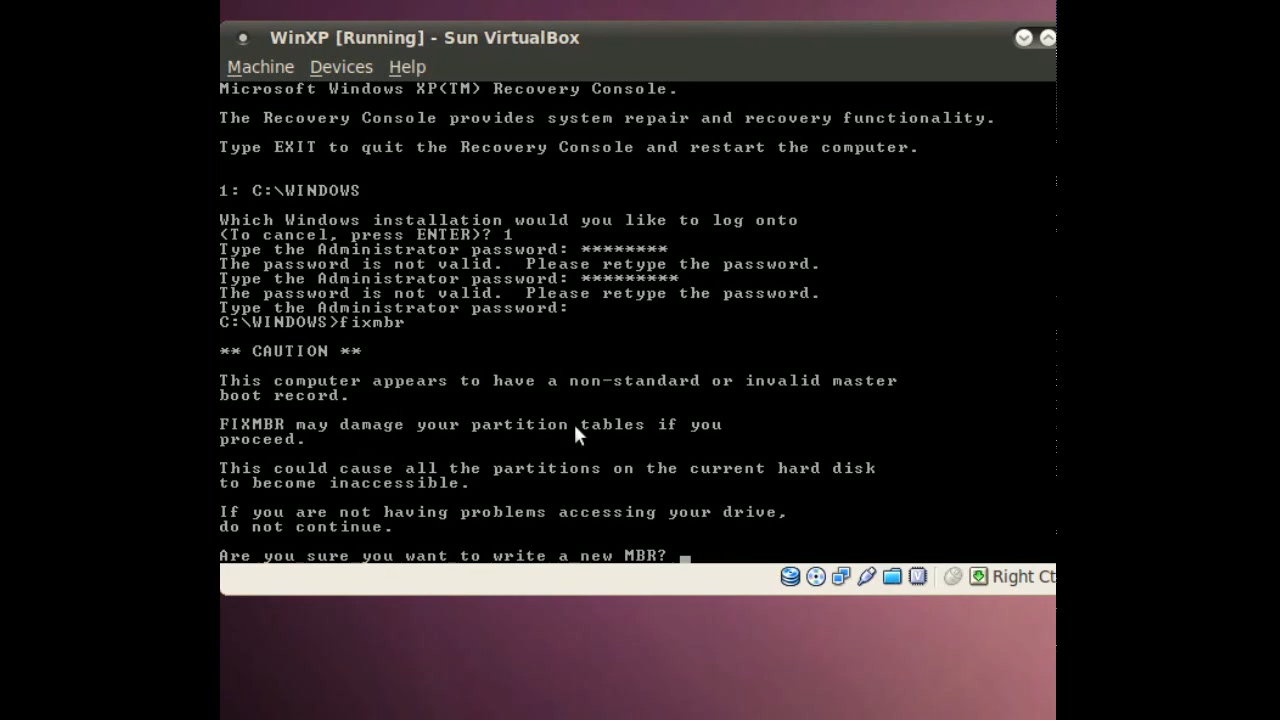 WinXP [Running] - Sun VirtualBox
Machine Devices Help
Microsoft Windows XP(TM) Recovery Console.
The Recovery Console provides system repair and recovery functionality.
Type EXIT to quit the Recovery Console and restart the computer.
1: C:\WINDOWS
Which Windows installation would you like to log onto
(To cancel, press ENTER)? 1
Type the Administrator password: ********
The password is not valid.  Please retype the password.
Type the Administrator password: *********
The password is not valid.  Please retype the password.
Type the Administrator password:
C:\WINDOWS>fixmbr
** CAUTION **
This computer appears to have a non-standard or invalid master
boot record.
FIXMBR may damage your partition tables if you
proceed.
This could cause all the partitions on the current hard disk
to become inaccessible.
If you are not having problems accessing your drive,
do not continue.
Are you sure you want to write a new MBR?
Right Ct